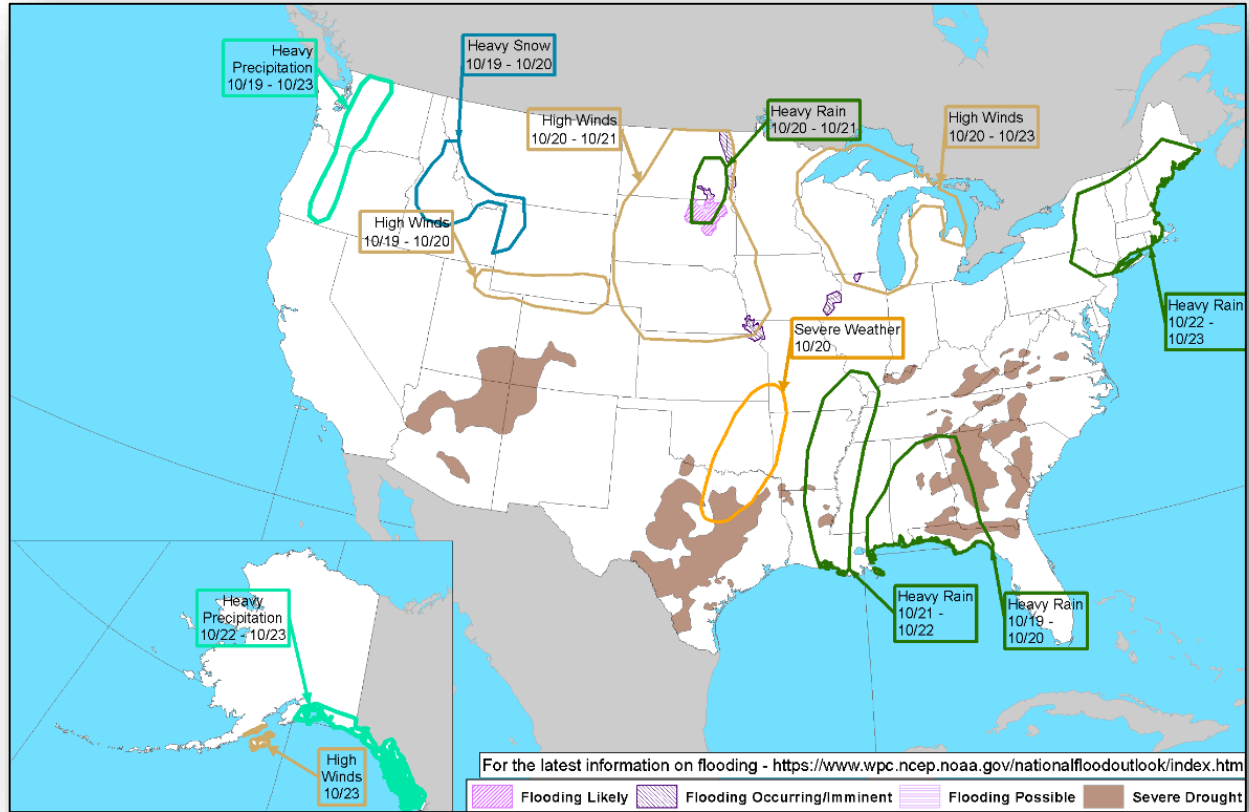 Heavy
Precipitation
10/19 - 10/23
Heavy Snow
10/19 - 10/20
High Winds
10/20 - 10/21
Heavy Rain
10/20 - 10/21
High Winds
10/20 - 10/23
High Winds
10/19 - 10/20
Severe Weather
10/20
Heavy Rain
10/22 -
10/23
Heavy
Precipitation
10/22 - 10/23
High
Winds
10/23
Heavy Rain
10/21 -
10/22
Heavy Rain
10/19 -
10/20
For the latest information on flooding - https://www.wpc.ncep.noaa.gov/nationalfloodoutlook/index.htm
Flooding Likely
Flooding Occurring/Imminent
Flooding Possible
Severe Drought